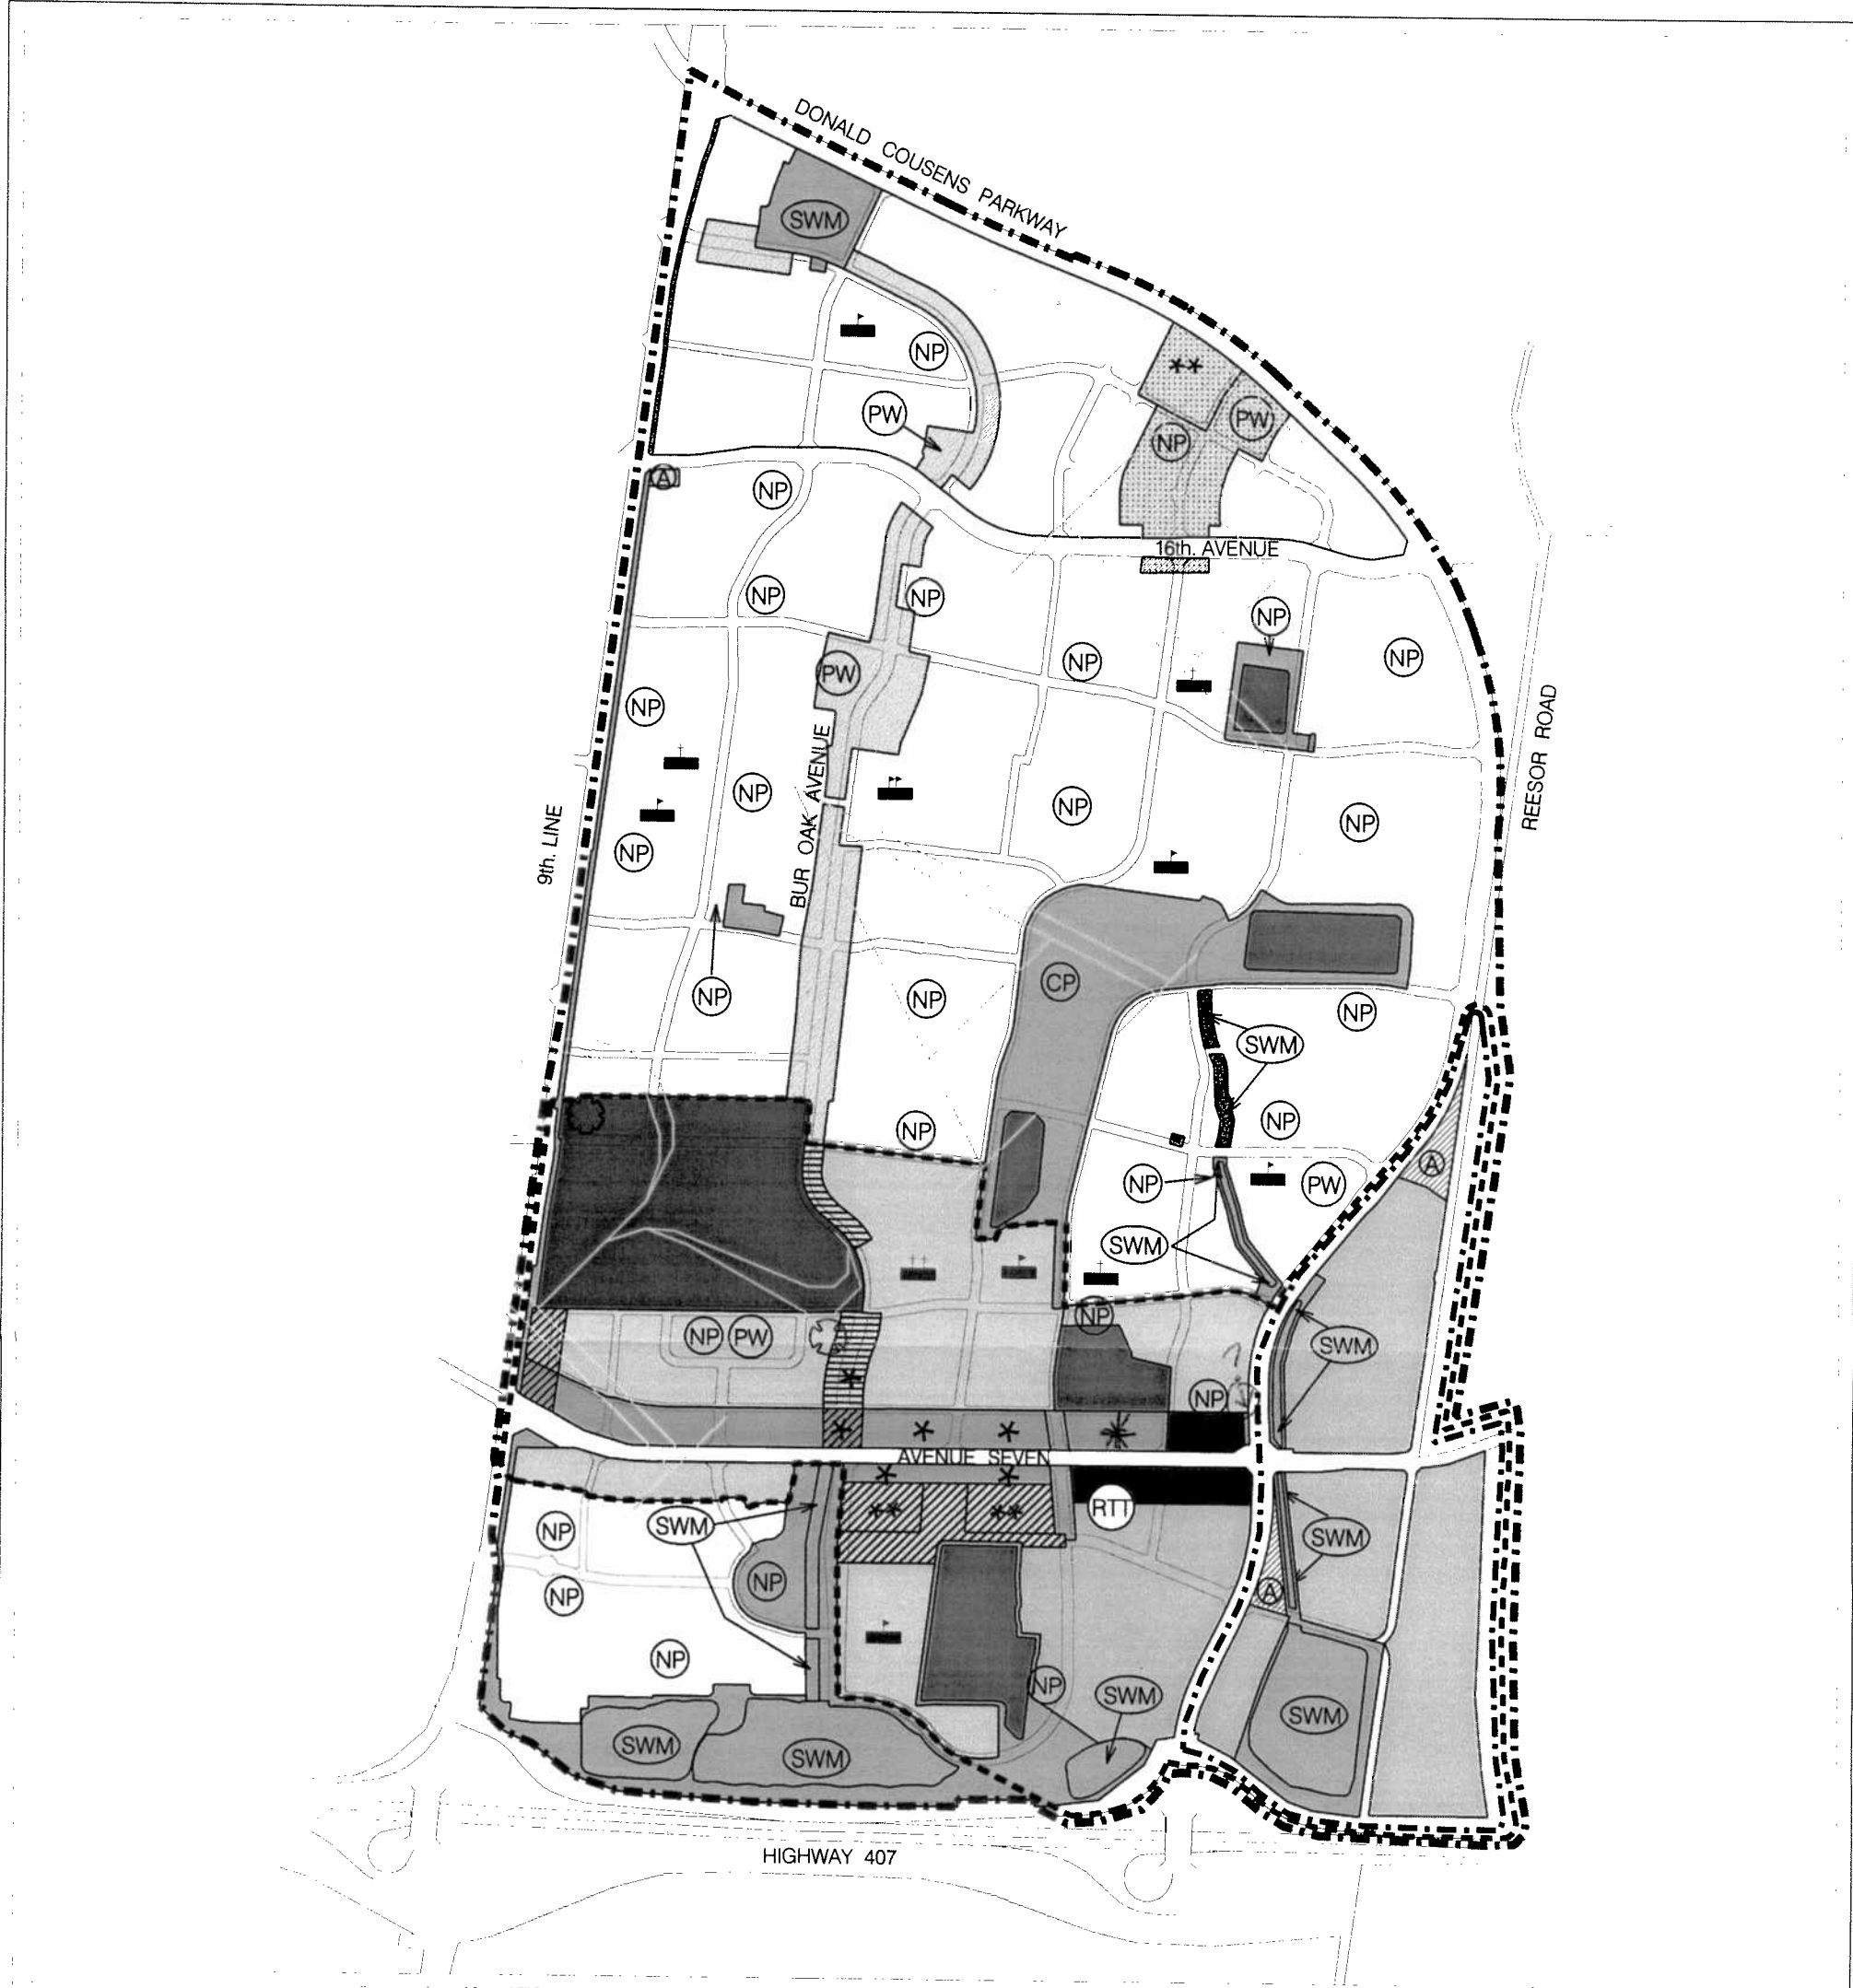 DONALD COUSENS PARKWAY
SWM
NP
PW
**
PW
NP
A
NP
16th. AVENUE
NP
NP
NP
NP
NP
PW
NP
REESOR ROAD
BUR OAK AVENUE
NP
NP
NP
9th. LINE
NP
NP
CP
NP
NP
NP
SWM
NP
NP
A
NP
PW
SWM
NP
NP
PW
SWM
NP
*
*
*
*
*
AVENUE SEVEN
*
*
**
**
RTT
NP
SWM
SWM
NP
NP
A
NP
NP
SWM
SWM
SWM
SWM
HIGHWAY 407